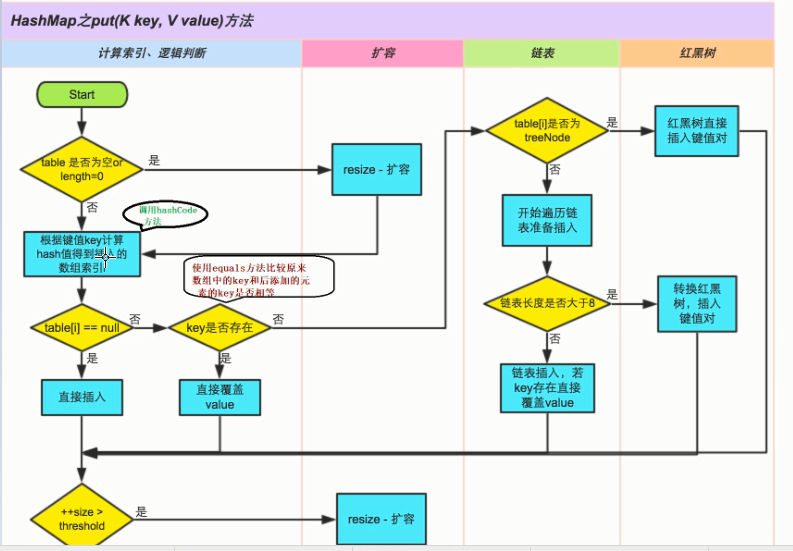 HashMap之put(K key, V value)方法
计算索引、逻辑判断
扩容
链表
红黑树
Start
table 是否为空or
length=0
是
否
resize - 扩容
调用hashCode
方法
根据键值key计算
hash值得到插入的
数组索引i
使用equals方法比较原来
数组中的key和后添加的元
素的key是否相等
table[i] == null
否
是
key是否存在
否
是
直接插入
直接覆盖
value
table[i]是否为
treeNode
是
否
红黑树直接
插入键值对
开始遍历链
表准备插入
链表长度是否大于8
是
否
转换红黑
树，插入
键值对
链表插入，若
key存在直接
覆盖value
++size >
threshold
是
resize - 扩容